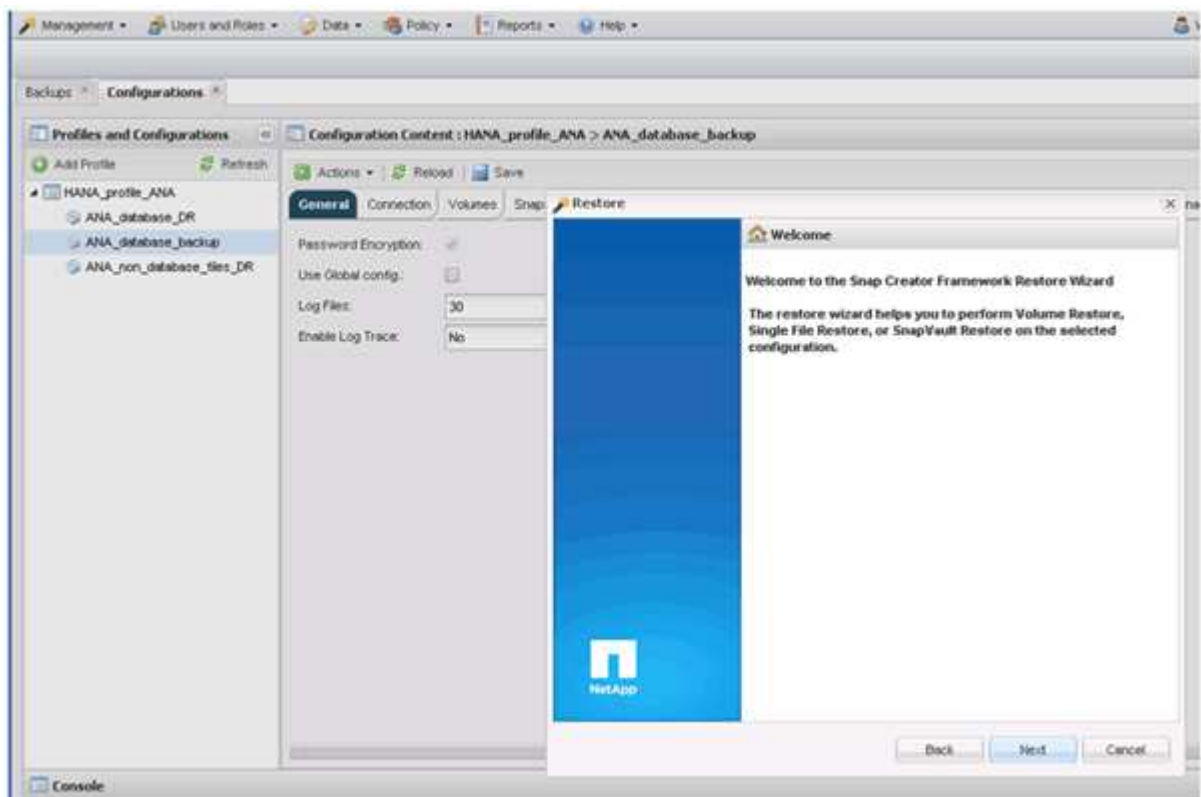 Management Users and Roles Data Policy Reports Help
Backups Configurations
Profiles and Configurations
Add Profile Refresh
HANA_profile_ANA
ANA_database_DR
ANA_database_backup
ANA_non_database_files_DR
Configuration Content : HANA_profile_ANA > ANA_database_backup
Actions Reload Save
General Connection Volumes Snap
Password Encryption:
Use Global config.:
Log Files: 30
Enable Log Trace: No
Restore
Welcome
Welcome to the Snap Creator Framework Restore Wizard
The restore wizard helps you to perform Volume Restore,
Single File Restore, or SnapVault Restore on the selected
configuration.
NetApp
Back Next Cancel
Console